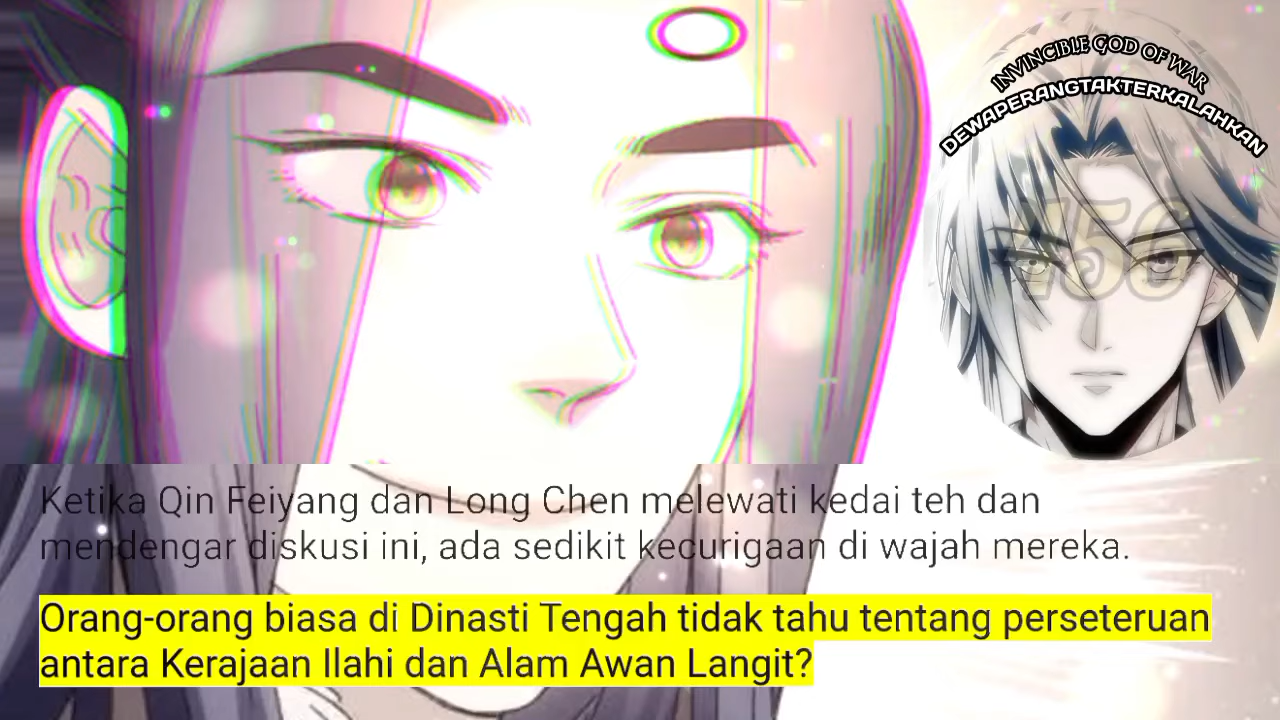 INVINCIBLE GOD OF WAR
DEWAPERANGTAKTERKALAHKAN
Ketika Qin Feiyang dan Long Chen melewati kedai teh dan
mendengar diskusi ini, ada sedikit kecurigaan di wajah mereka.
Orang-orang biasa di Dinasti Tengah tidak tahu tentang perseteruan
antara Kerajaan Ilahi dan Alam Awan Langit?